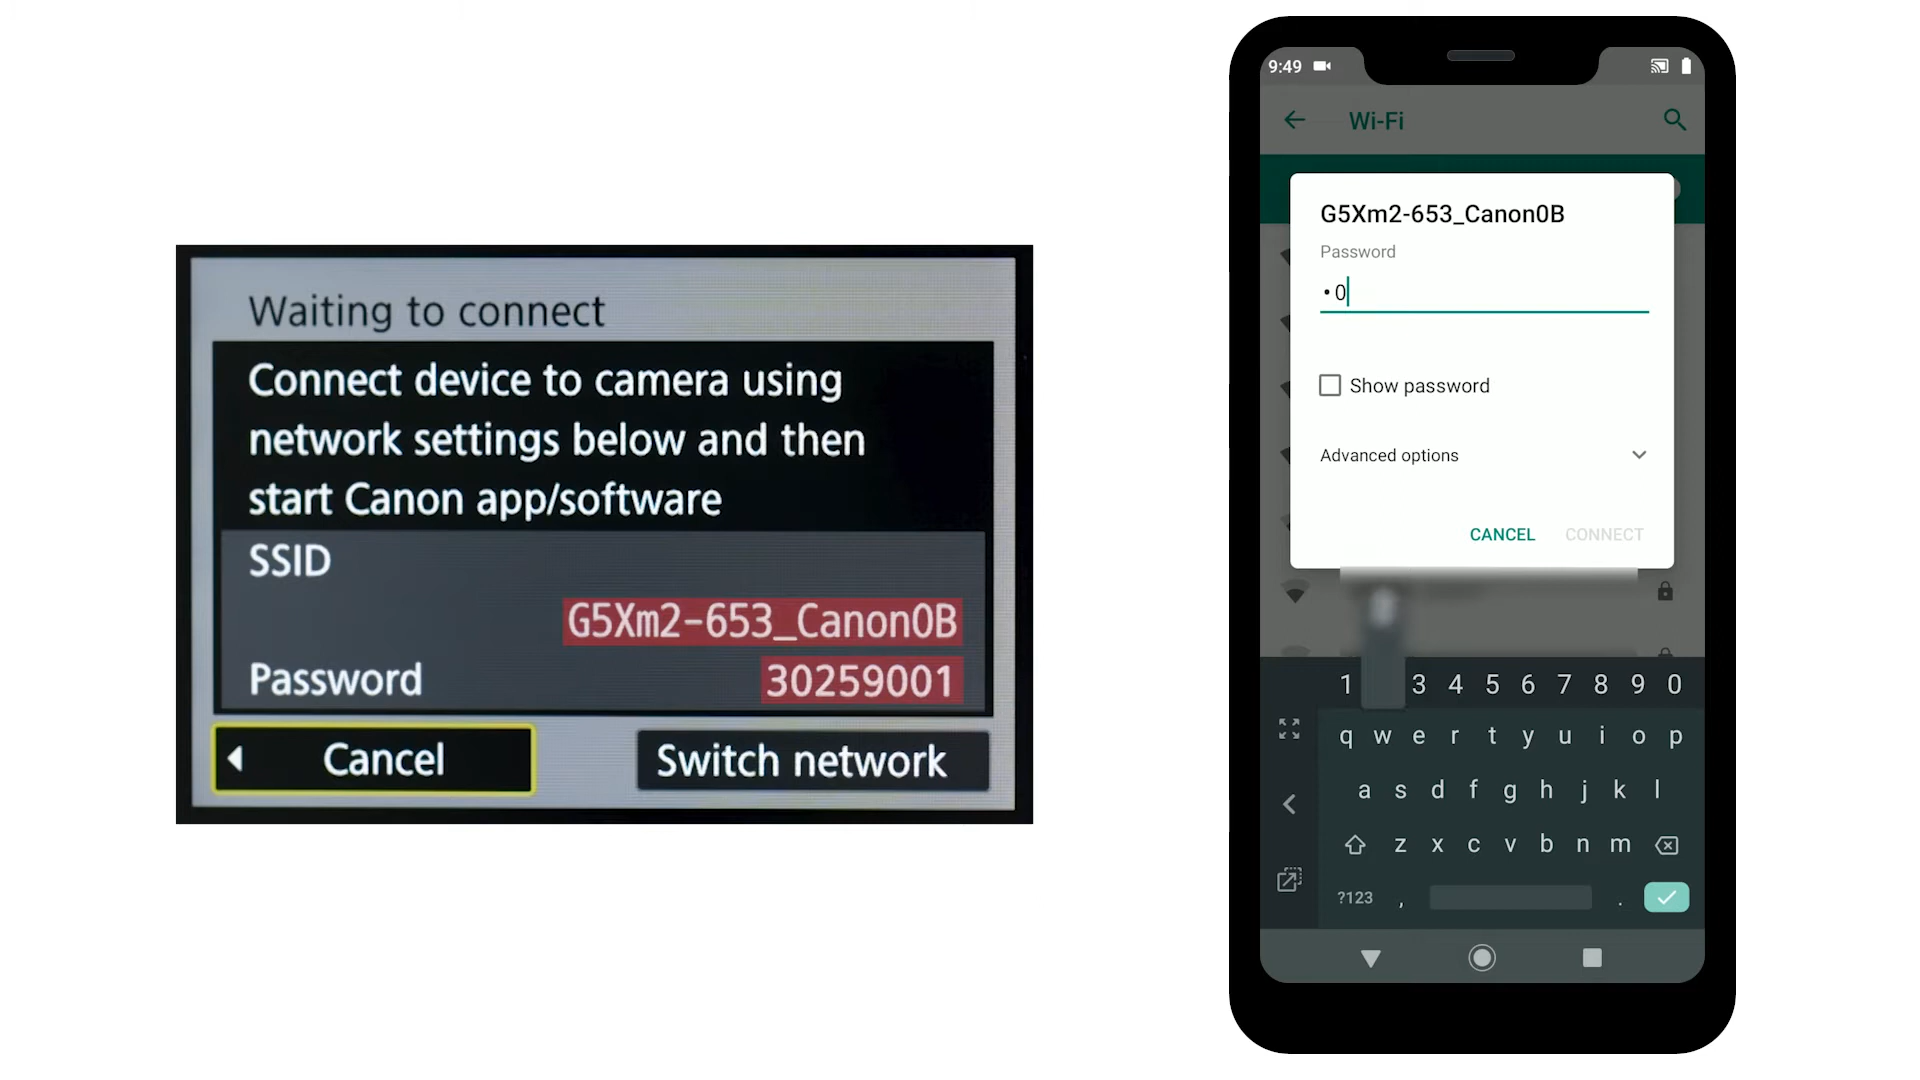 Waiting to connect
Connect device to camera using
network settings below and then
start Canon app/software
SSID
G5Xm2-653_Canon0B
Password 30259001
Cancel Switch network
9:49
Wi-Fi
G5Xm2-653_Canon0B
Password
•0
Show password
Advanced options
CANCEL CONNECT
1 3 4 5 6 7 8 9 0
q w e r t y u i o p
a s d f g h j k l
z x c v b n m
?123 , .